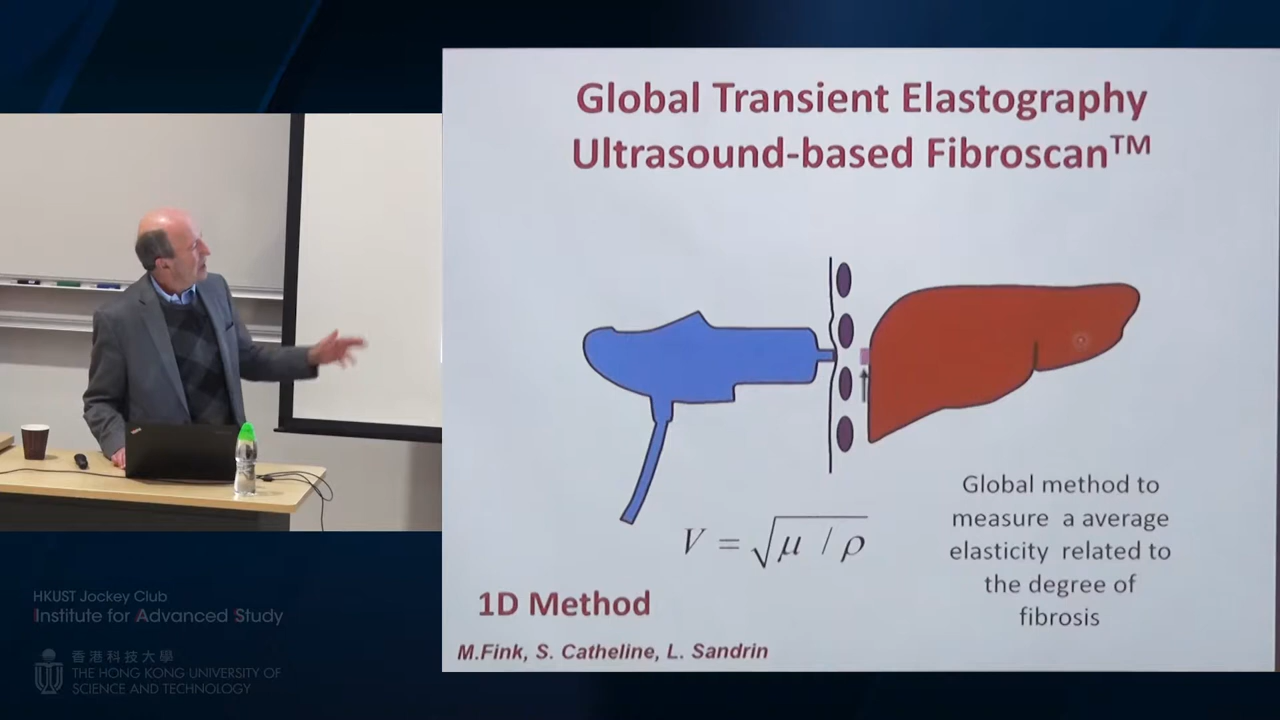 Global Transient Elastography
Ultrasound-based Fibroscan™
V = √μ / ρ
Global method to
measure a average
elasticity related to
the degree of
fibrosis
1D Method
M.Fink, S. Catheline, L. Sandrin
HKUST Jockey Club
Institute for Advanced Study
香港科技大學
THE HONG KONG UNIVERSITY OF
SCIENCE AND TECHNOLOGY